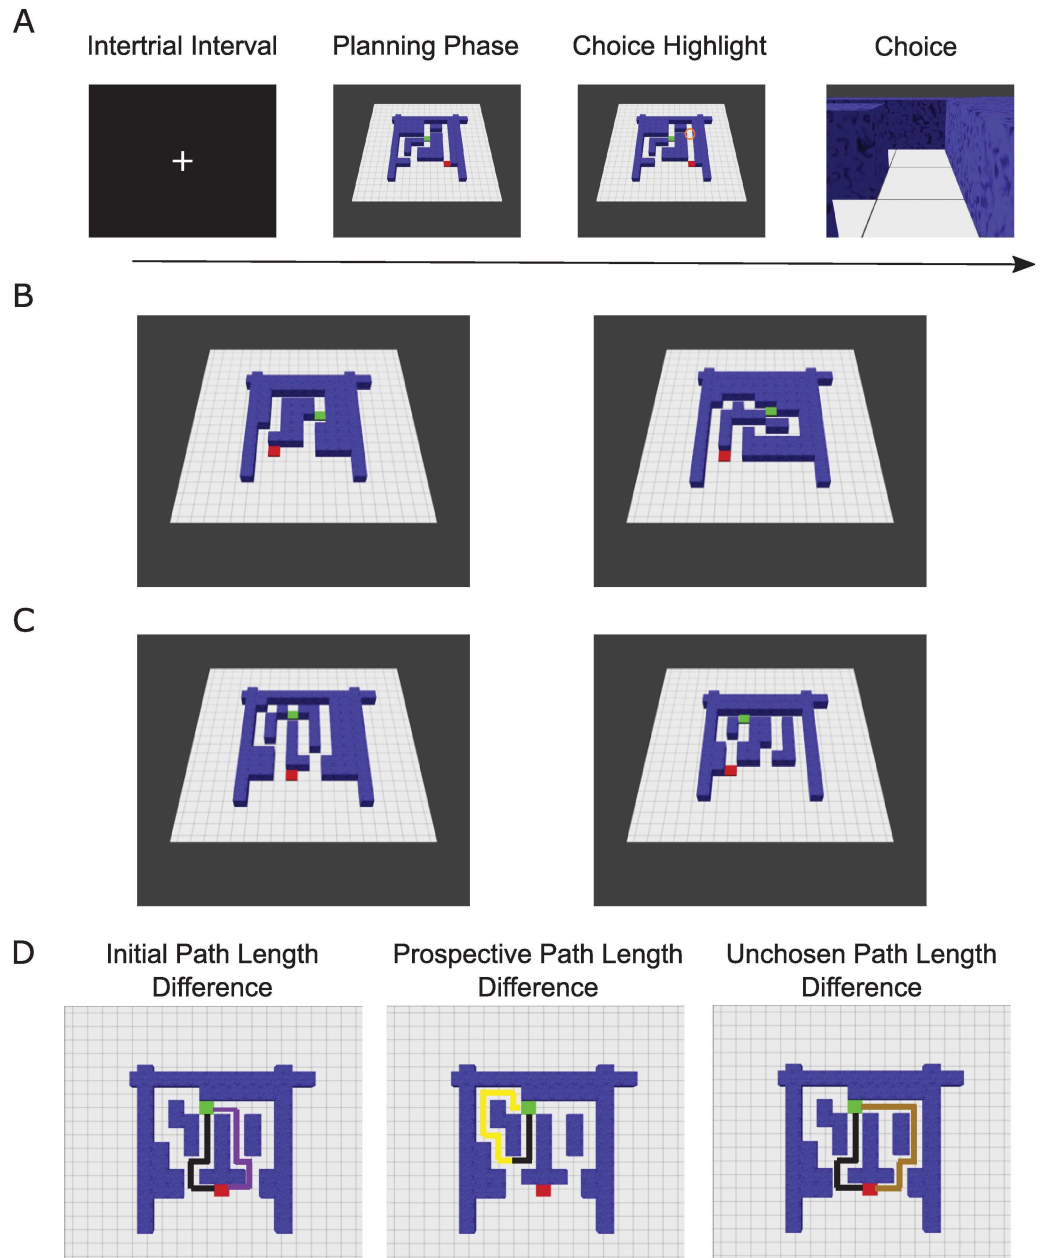 A
Intertrial Interval
Planning Phase
Choice Highlight
Choice
B
C
D
Initial Path Length
Difference
Prospective Path Length
Difference
Unchosen Path Length
Difference